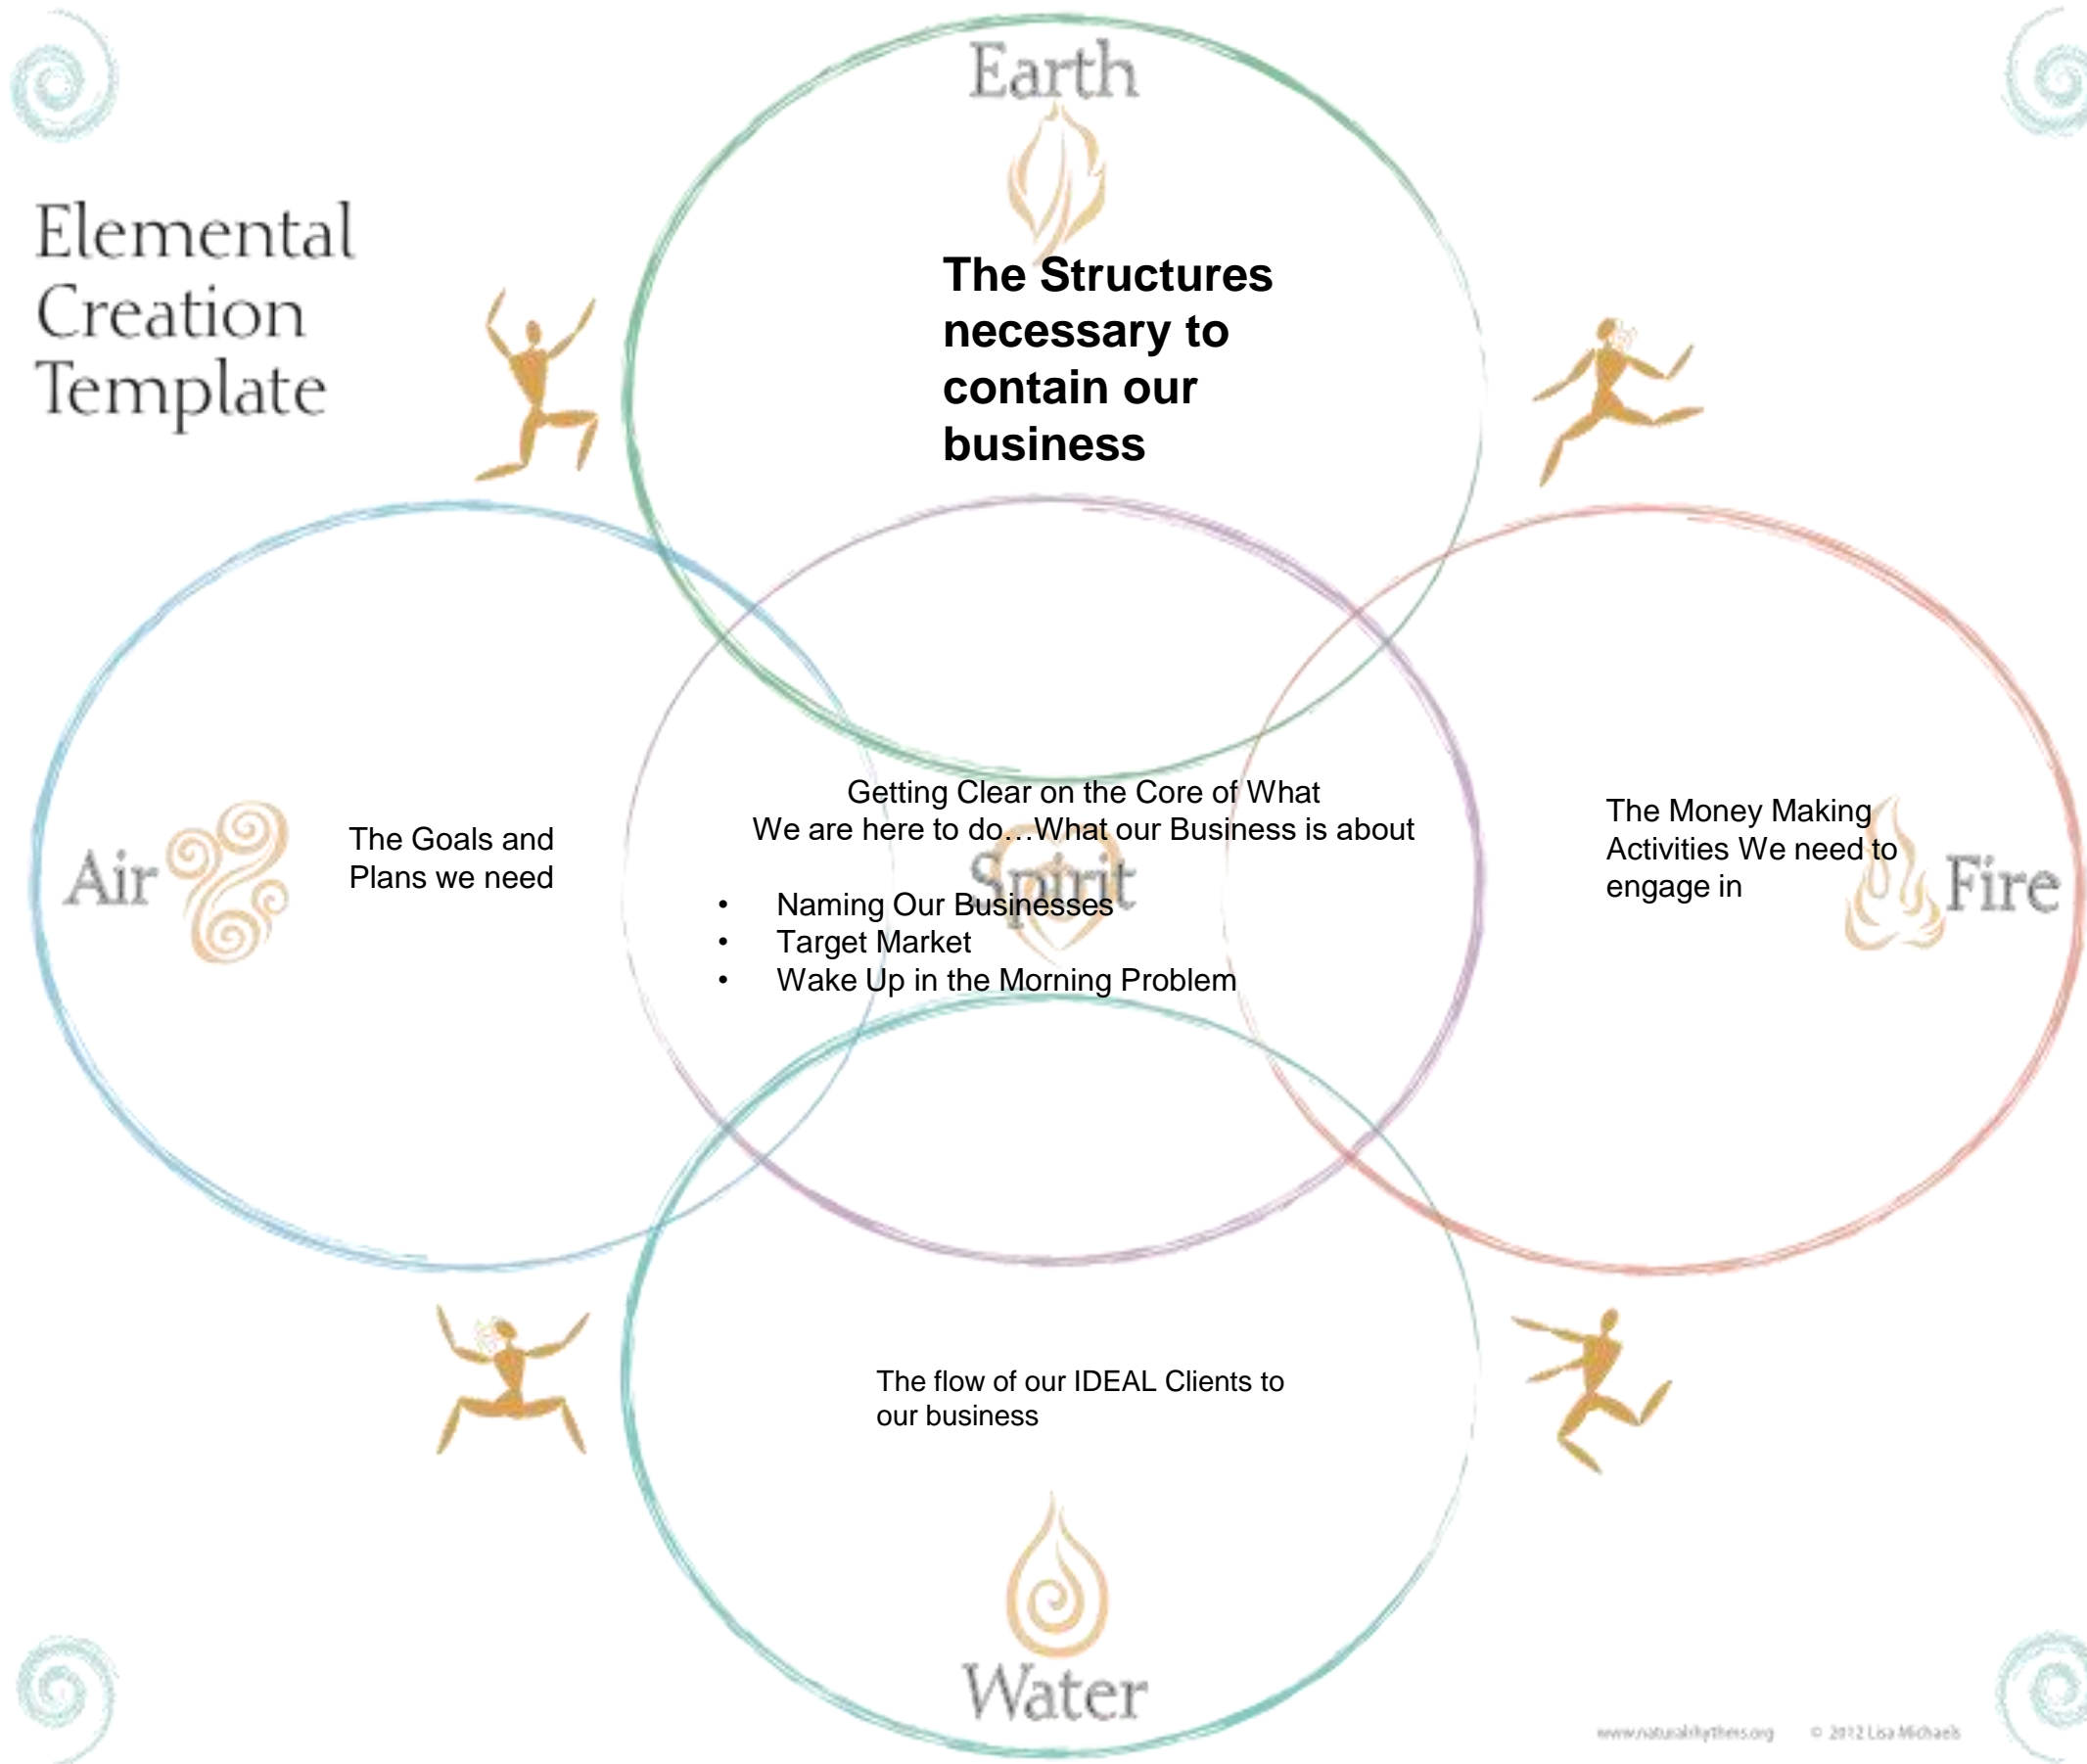 Earth
Elemental
Creation
Template
The Structures
necessary to
contain our
business
Air
The Goals and
Plans we need
Getting Clear on the Core of What
We are here to do…What our Business is about
Spirit
• Naming Our Businesses
• Target Market
• Wake Up in the Morning Problem
The Money Making
Activities We need to
engage in
Fire
The flow of our IDEAL Clients to
our business
Water
www.naturalrhythms.org © 2012 Lisa Michaels